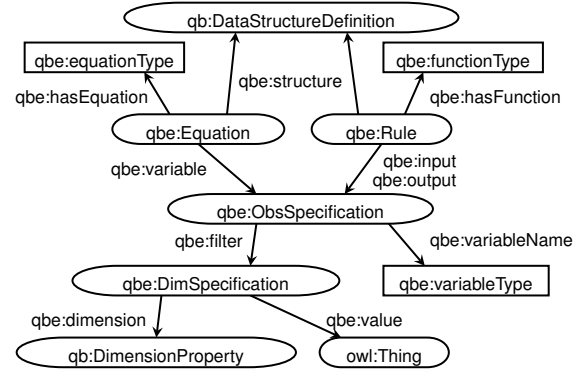 qb:DataStructureDefinition
qbe:equationType
qbe:functionType
qbe:structure
qbe:hasEquation
qbe:hasFunction
qbe:Equation
qbe:Rule
qbe:variable
qbe:input
qbe:output
qbe:ObsSpecification
qbe:filter
qbe:variableName
qbe:DimSpecification
qbe:variableType
qbe:dimension
qbe:value
qb:DimensionProperty
owl:Thing